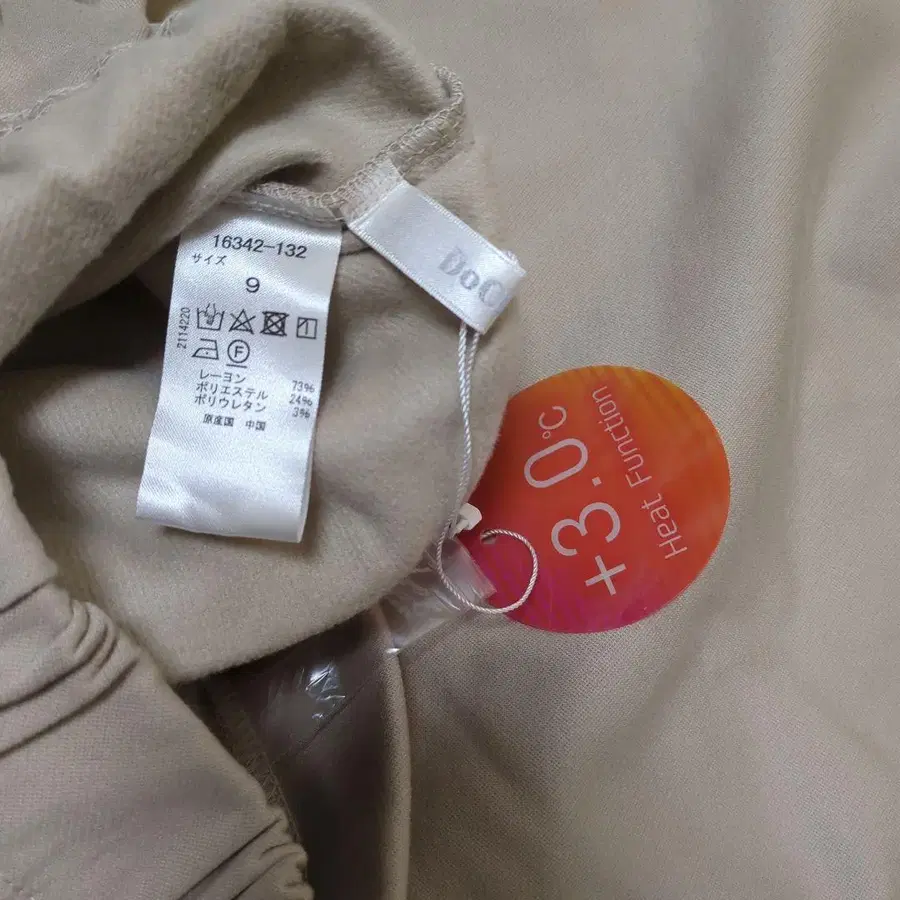 16342-132
サイズ
9
2114220
F
レーヨン 73%
ポリエステル 24%
ポリウレタン 3%
原産国 中国
DoC
+3.0℃
Heat Function